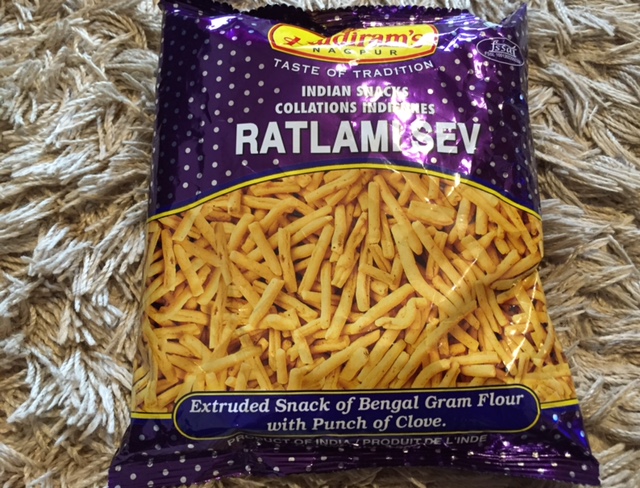 Haldiram's
NAGPUR
TASTE OF TRADITION
fssai
INDIAN SNACKS
COLLATIONS INDIENNES
RATLAMI SEV
Extruded Snack of Bengal Gram Flour
with Punch of Clove.
PRODUCT OF INDIA / PRODUIT DE L'INDE